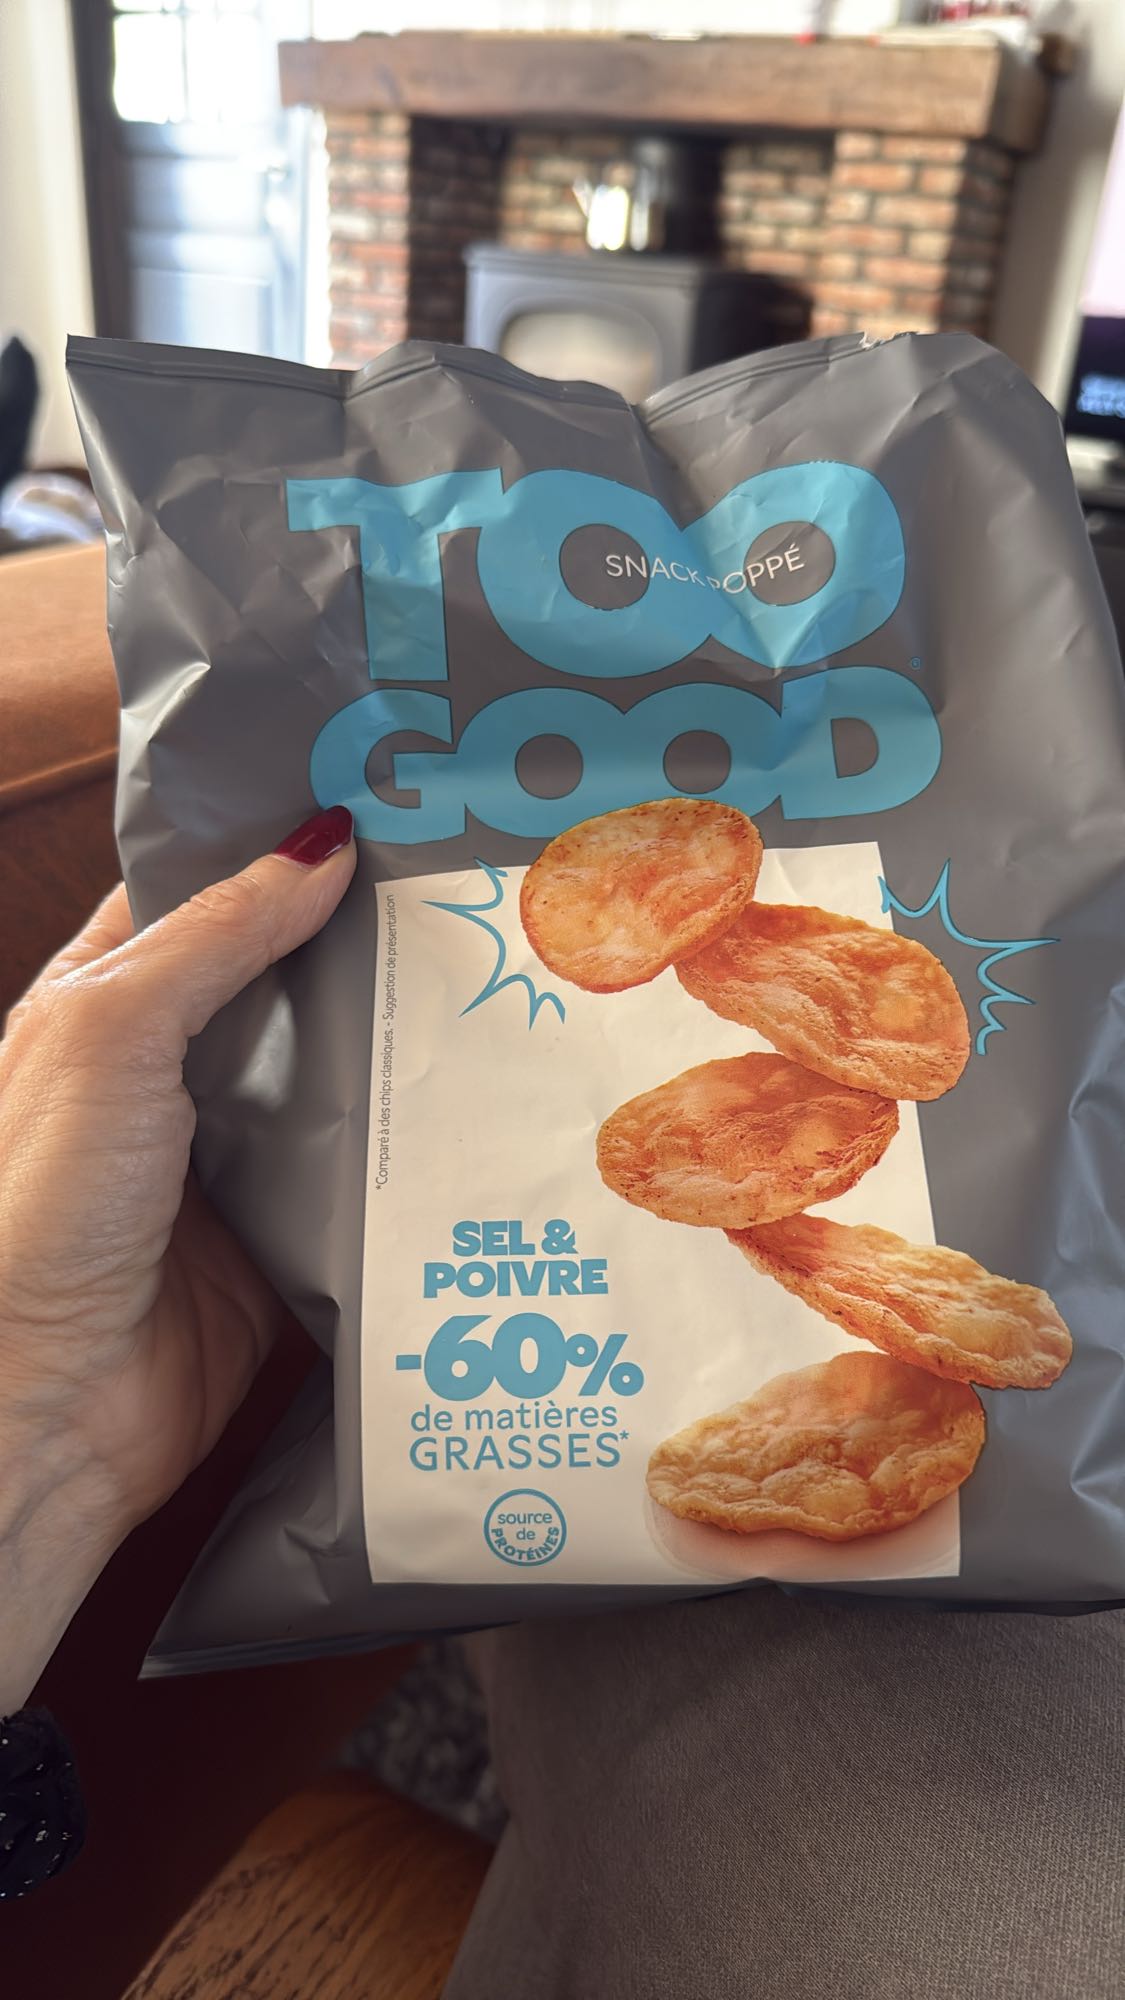 TOO
SNACK POPPÉ
GOOD
*Comparé à des chips classiques. - Suggestion de présentation
SEL &
POIVRE
-60%
de matières
GRASSES*
source
de
PROTÉINES